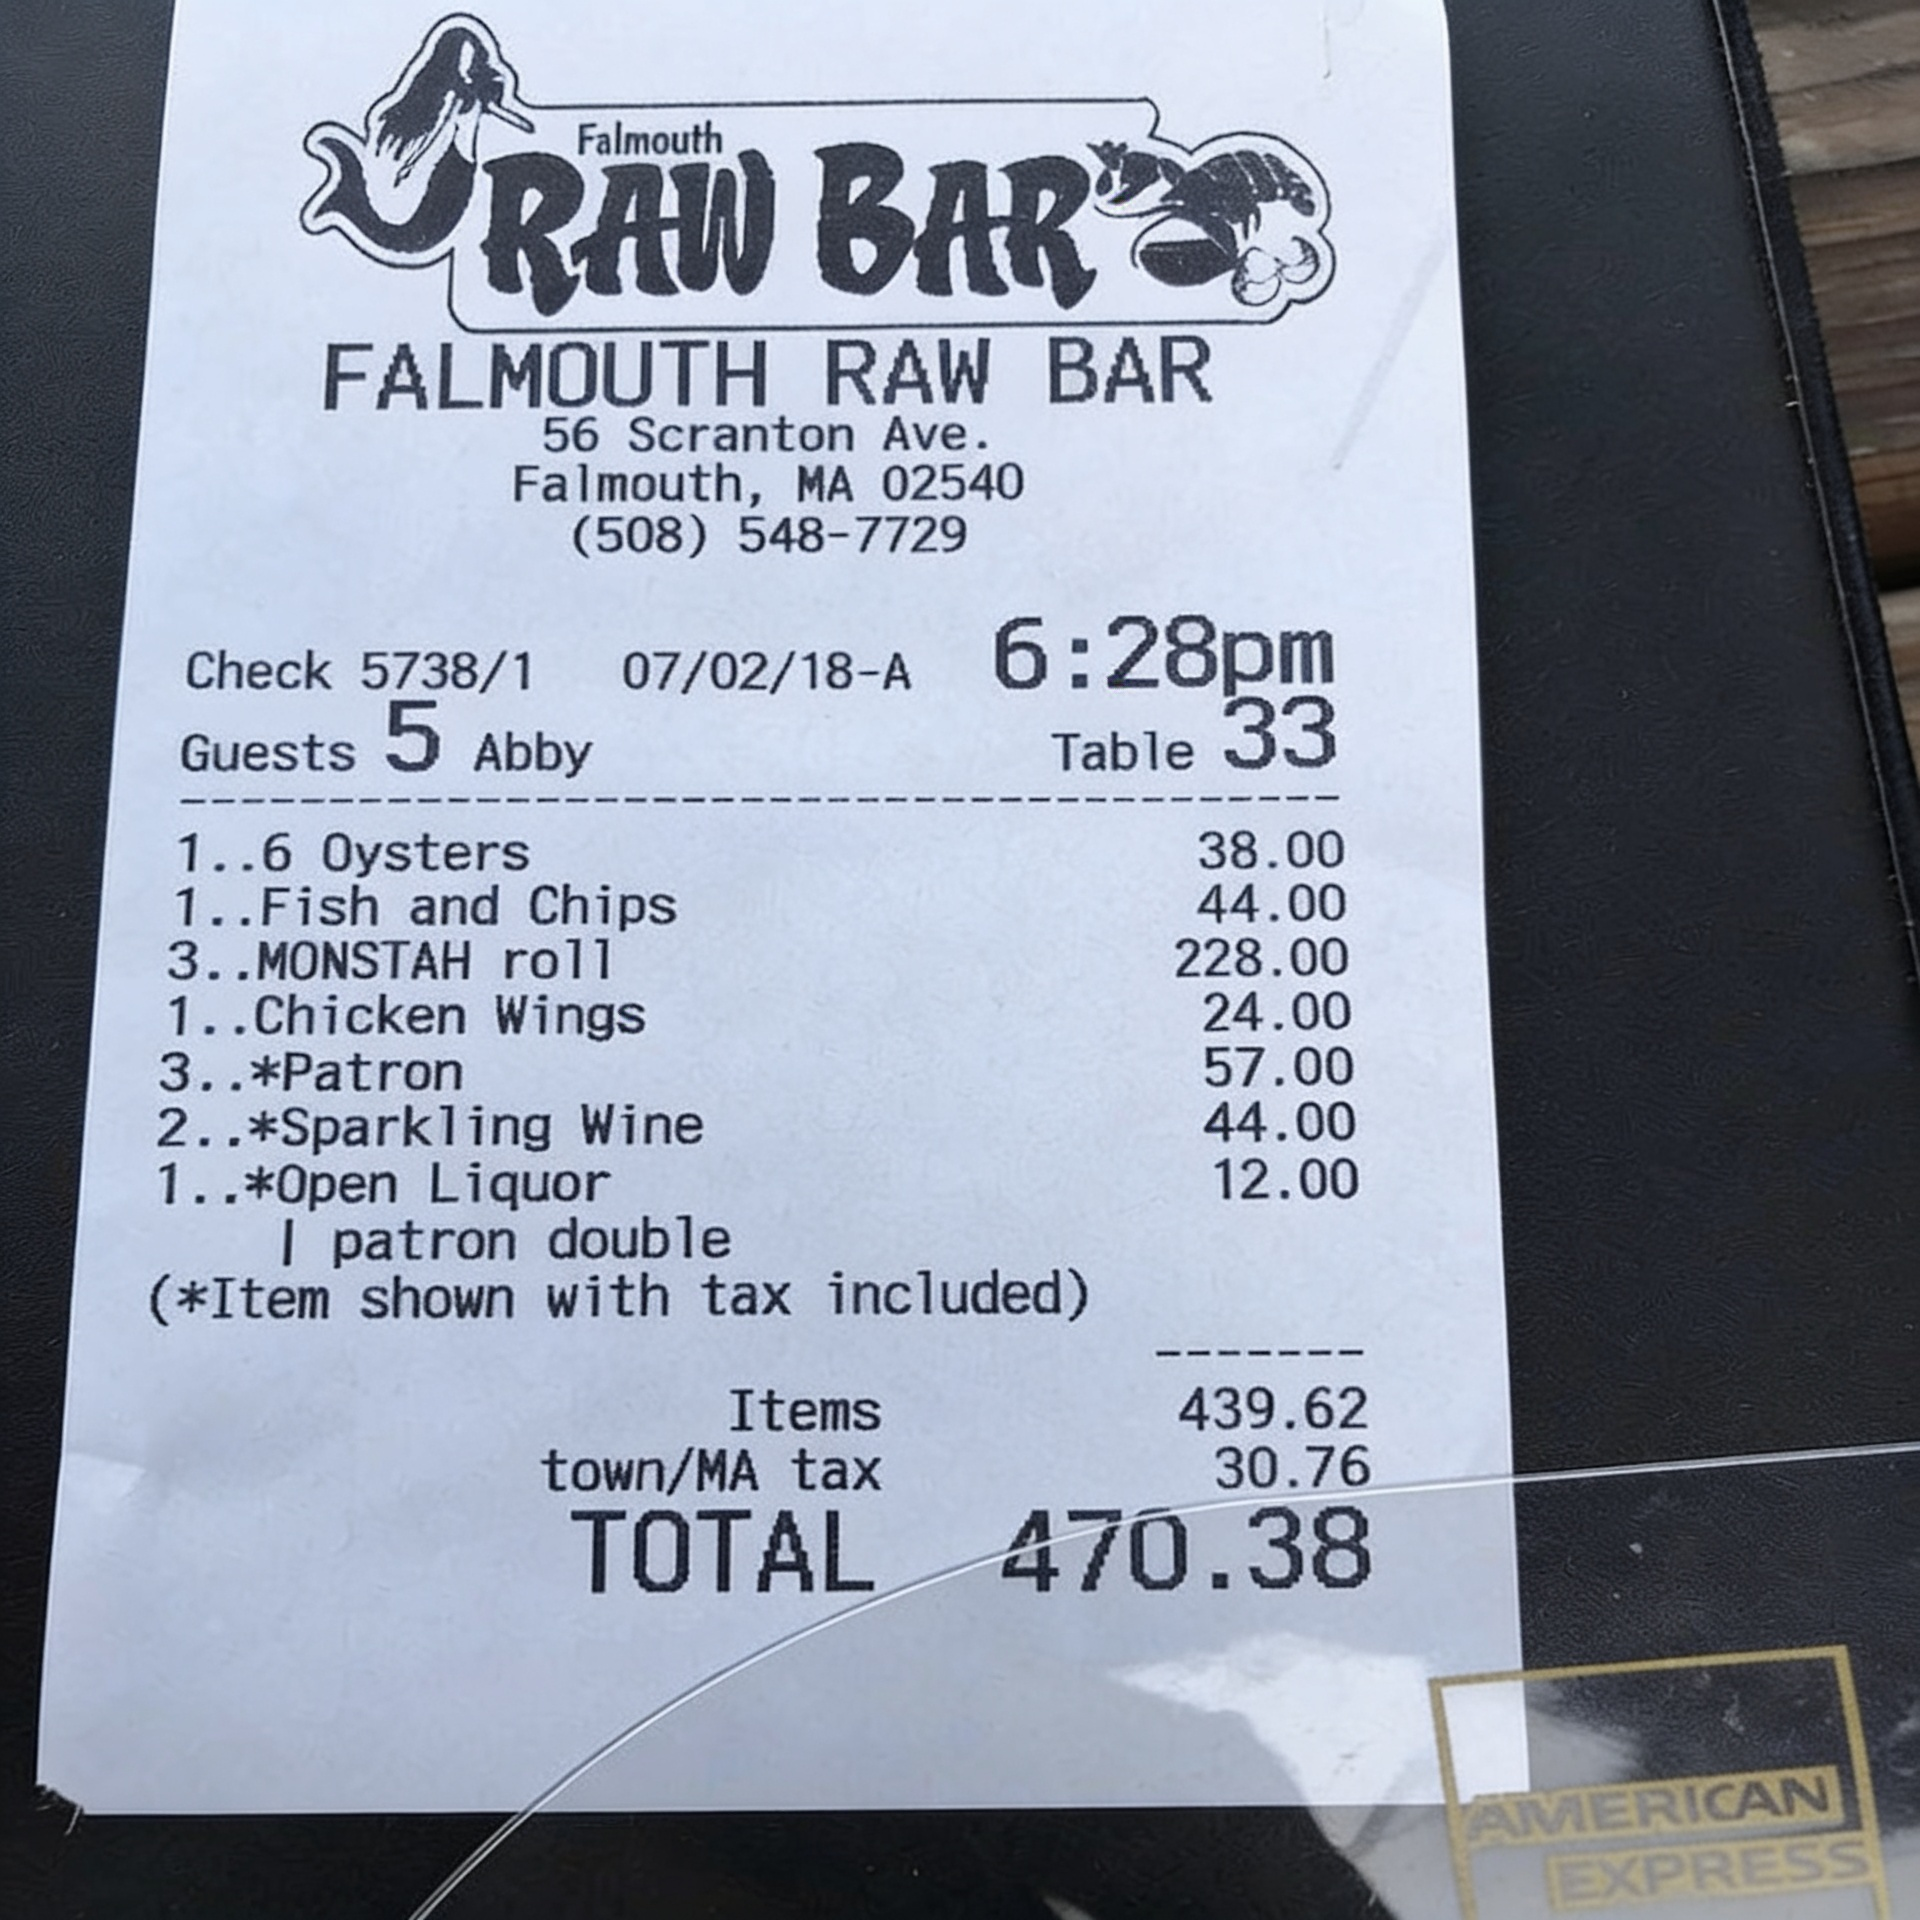 Falmouth
RAW BAR
FALMOUTH RAW BAR
56 Scranton Ave.
Falmouth, MA 02540
(508) 548-7729
Check 5738/1 07/02/18-A 6:28pm
Guests 5 Abby Table 33
1..6 Oysters 38.00
1..Fish and Chips 44.00
3..MONSTAH roll 228.00
1..Chicken Wings 24.00
3..*Patron 57.00
2..*Sparkling Wine 44.00
1..*Open Liquor 12.00
| patron double
(*Item shown with tax included)
Items 439.62
town/MA tax 30.76
TOTAL 470.38
AMERICAN
EXPRESS